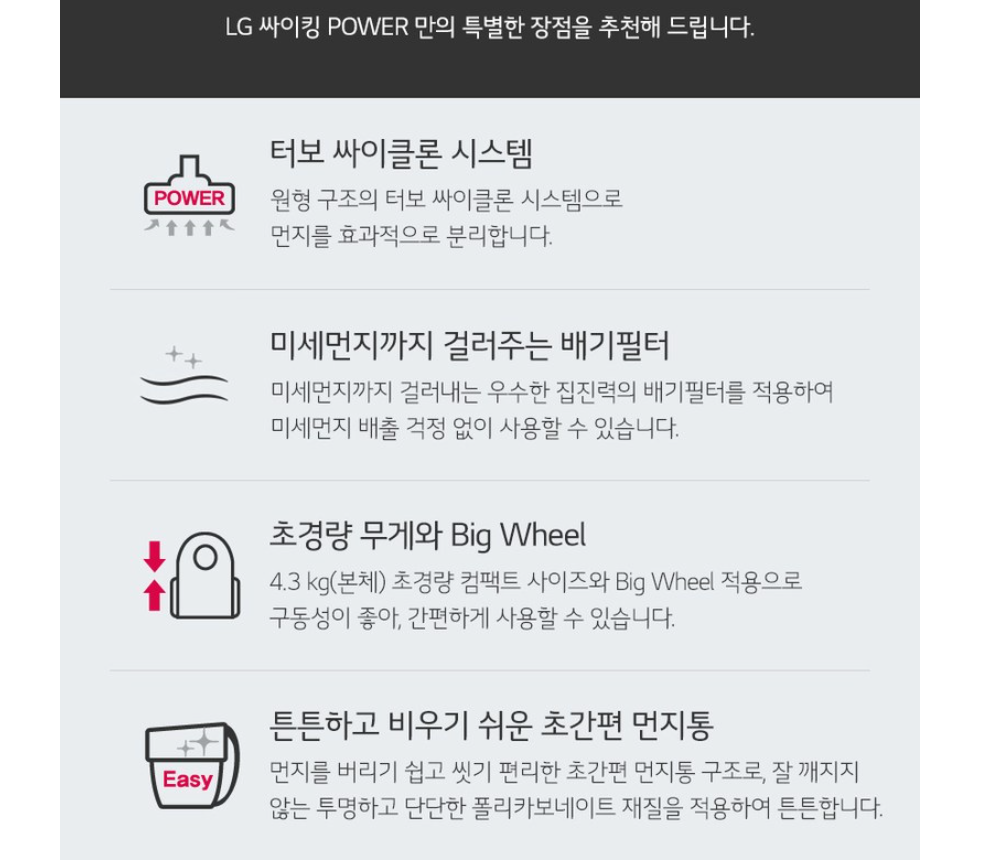 LG 싸이킹 POWER 만의 특별한 장점을 추천해 드립니다.
POWER
터보 싸이클론 시스템
원형 구조의 터보 싸이클론 시스템으로
먼지를 효과적으로 분리합니다.
미세먼지까지 걸러주는 배기필터
미세먼지까지 걸러내는 우수한 집진력의 배기필터를 적용하여
미세먼지 배출 걱정 없이 사용할 수 있습니다.
초경량 무게와 Big Wheel
4.3 kg(본체) 초경량 컴팩트 사이즈와 Big Wheel 적용으로
구동성이 좋아, 간편하게 사용할 수 있습니다.
Easy
튼튼하고 비우기 쉬운 초간편 먼지통
먼지를 버리기 쉽고 씻기 편리한 초간편 먼지통 구조로, 잘 깨지지
않는 투명하고 단단한 폴리카보네이트 재질을 적용하여 튼튼합니다.